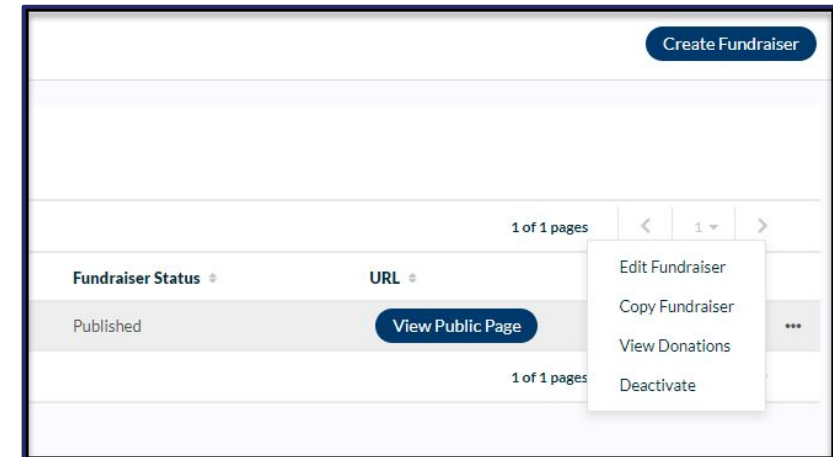 Create Fundraiser
1 of 1 pages 1
Fundraiser Status URL
Edit Fundraiser
Copy Fundraiser
View Donations
Deactivate
Published View Public Page ...
1 of 1 pages